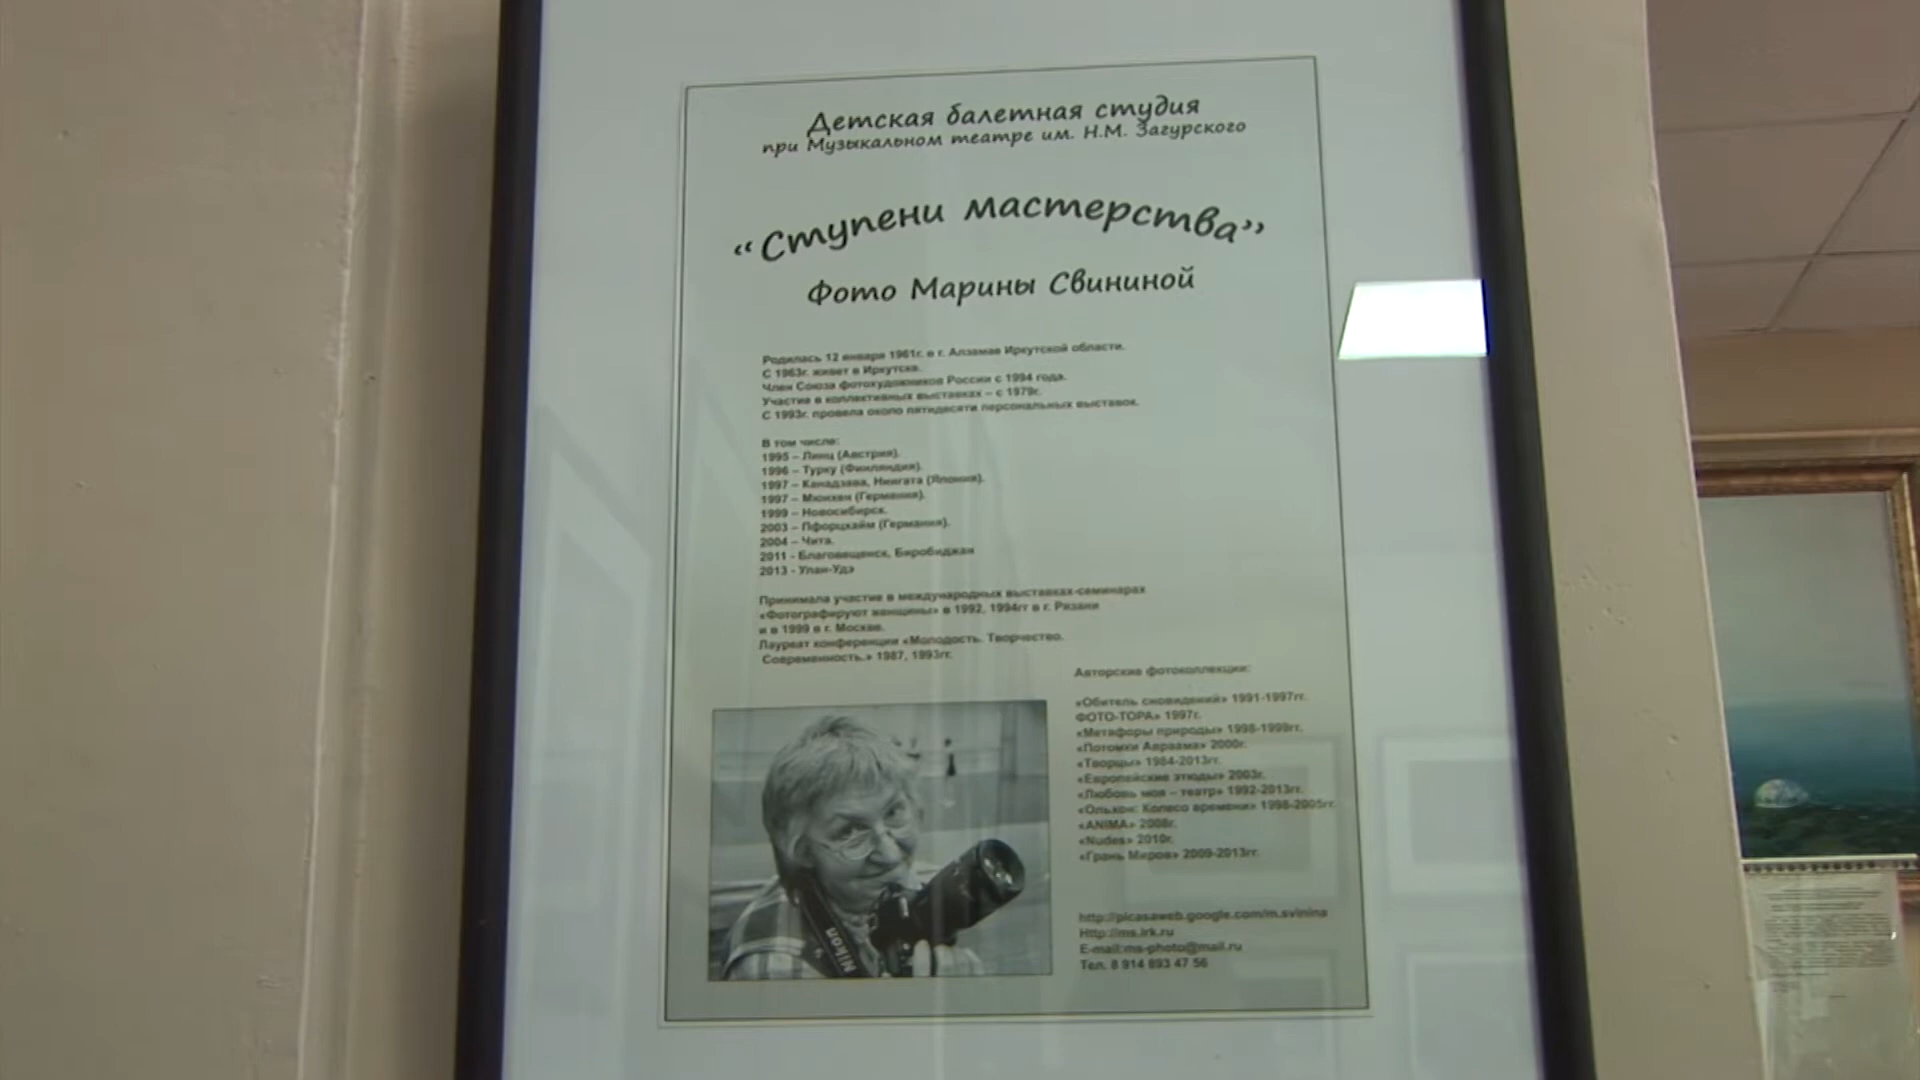 Детская балетная студия
при Музыкальном театре им. Н.М. Загурского
“Ступени мастерства”
Фото Марины Свининой
Родилась 12 января 1961г. в г. Алзамае Иркутской области.
С 1963г. живет в Иркутске.
Член Союза фотохудожников России с 1994 года.
Участие в коллективных выставках – с 1979г.
С 1993г. провела около пятидесяти персональных выставок.
В том числе:
1995 – Линц (Австрия).
1996 – Турку (Финляндия).
1997 – Канадзава, Ниигата (Япония).
1997 – Мюнхен (Германия).
1999 – Новосибирск.
2003 – Пфорцхайм (Германия).
2004 – Чита.
2011 - Благовещенск, Биробиджан
2013 - Улан-Удэ
Принимала участие в международных выставках-семинарах
«Фотографируют женщины» в 1992, 1994гг в г. Рязани
и в 1999 в г. Москве.
Лауреат конференции «Молодость. Творчество.
Современность.» 1987, 1993гг.
Авторские фотоколлекции:
«Обитель сновидений» 1991-1997гг.
ФОТО-ТОРА» 1997г.
«Метафоры природы» 1998-1999гг.
«Потомки Авраама» 2000г.
«Творцы» 1984-2013гг.
«Европейские этюды» 2003г.
«Любовь моя – театр» 1992-2013гг.
«Ольхон: Колесо времени» 1998-2005гг.
«ANIMA» 2008г.
«Nudes» 2010г.
«Грань Миров» 2009-2013гг.
http://picasaweb.google.com/m.svinina
Http://ms.irk.ru
E-mail:ms-photo@mail.ru
Тел. 8 914 893 47 56
Nikon